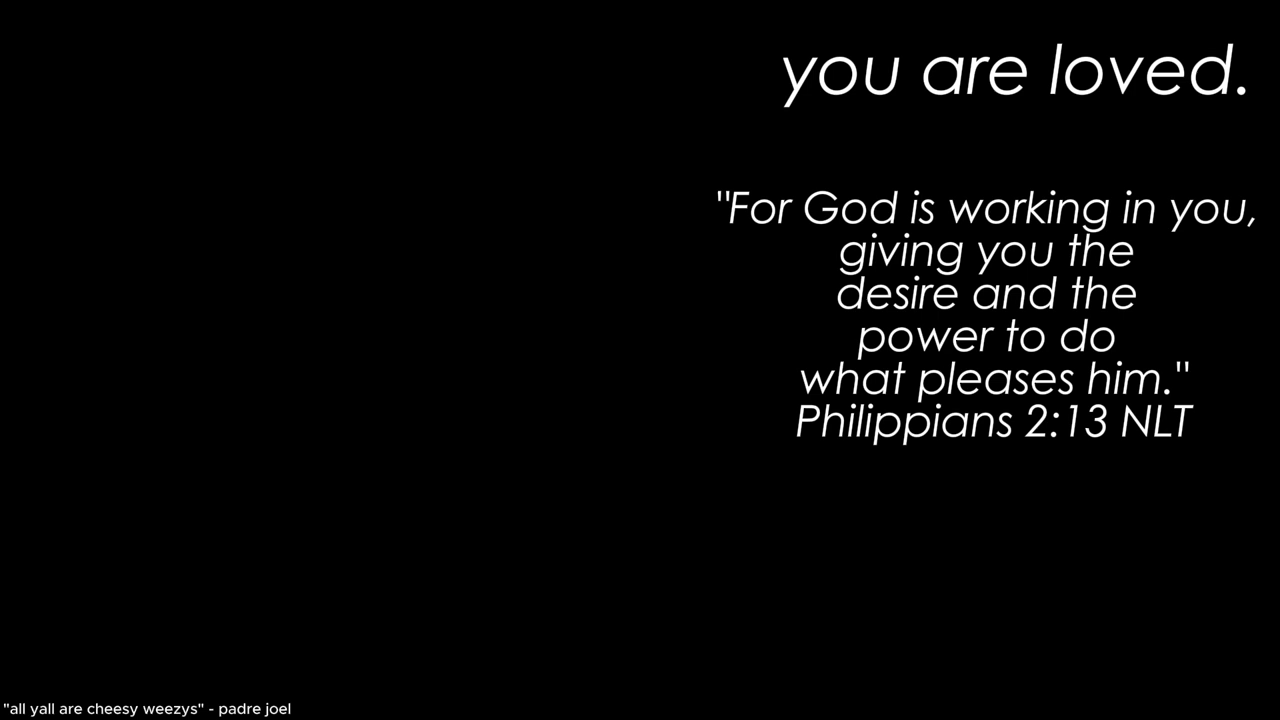 you are loved.
"For God is working in you,
giving you the
desire and the
power to do
what pleases him."
Philippians 2:13 NLT
"all yall are cheesy weezys" - padre joel